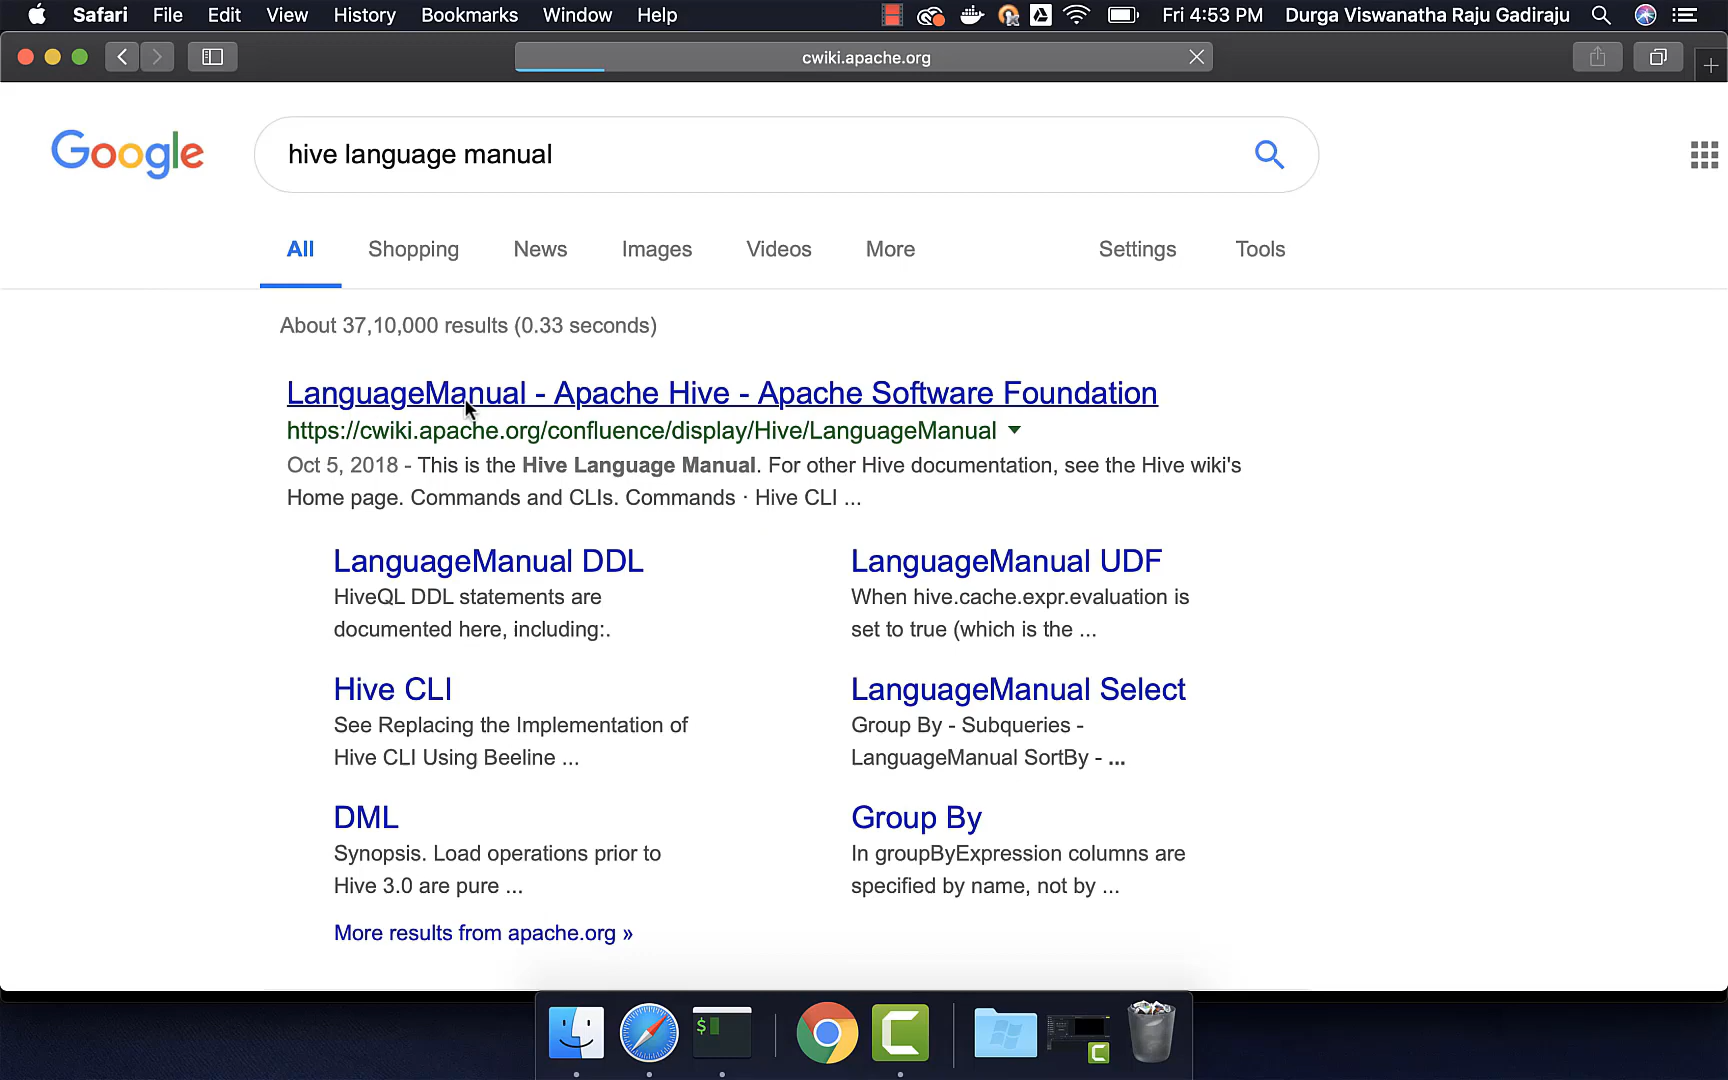 Safari File Edit View History Bookmarks Window Help Fri 4:53 PM Durga Viswanatha Raju Gadiraju
cwiki.apache.org
Google
hive language manual
All Shopping News Images Videos More Settings Tools
About 37,10,000 results (0.33 seconds)
LanguageManual - Apache Hive - Apache Software Foundation
https://cwiki.apache.org/confluence/display/Hive/LanguageManual
Oct 5, 2018 - This is the Hive Language Manual. For other Hive documentation, see the Hive wiki's
Home page. Commands and CLIs. Commands · Hive CLI ...
LanguageManual DDL
HiveQL DDL statements are
documented here, including:.
LanguageManual UDF
When hive.cache.expr.evaluation is
set to true (which is the ...
Hive CLI
See Replacing the Implementation of
Hive CLI Using Beeline ...
LanguageManual Select
Group By - Subqueries -
LanguageManual SortBy - ...
DML
Synopsis. Load operations prior to
Hive 3.0 are pure ...
Group By
In groupByExpression columns are
specified by name, not by ...
More results from apache.org »
$